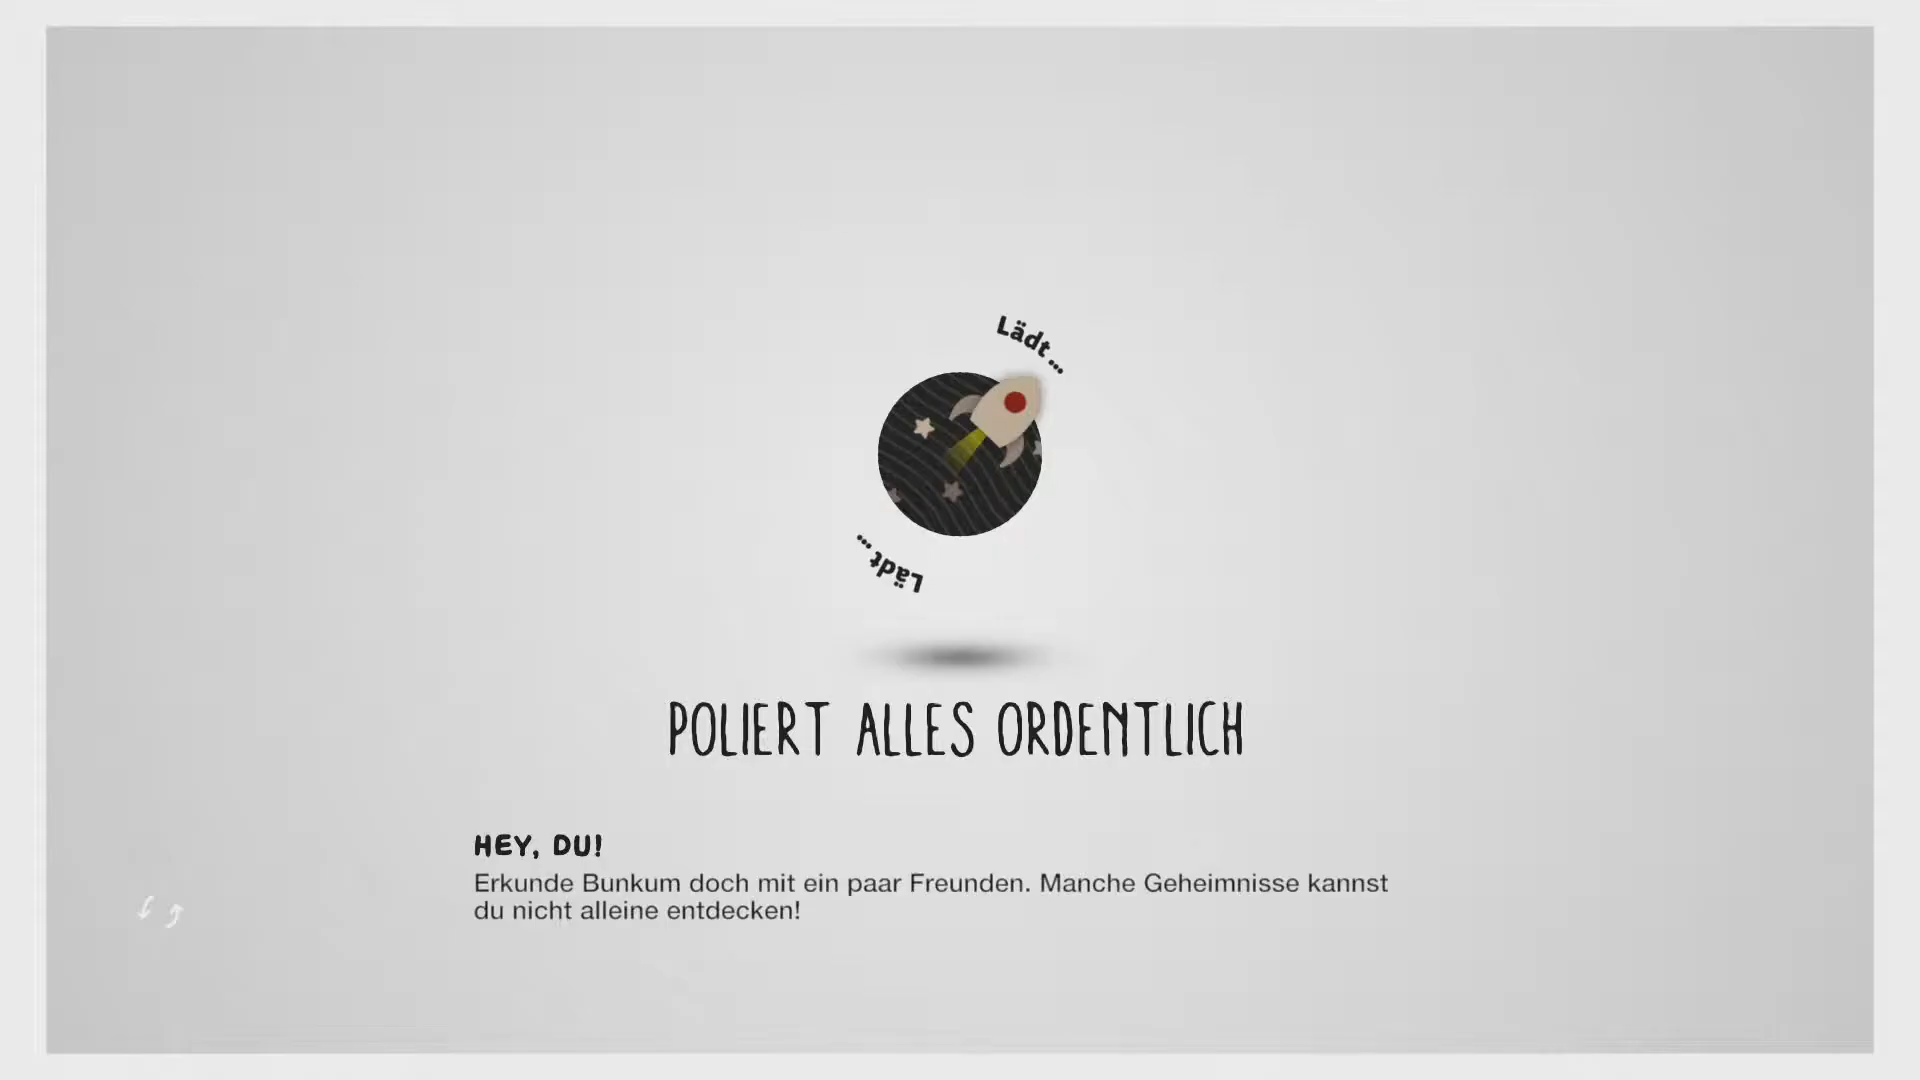 Lädt...
Lädt...
POLIERT ALLES ORDENTLICH
HEY, DU!
Erkunde Bunkum doch mit ein paar Freunden. Manche Geheimnisse kannst
du nicht alleine entdecken!